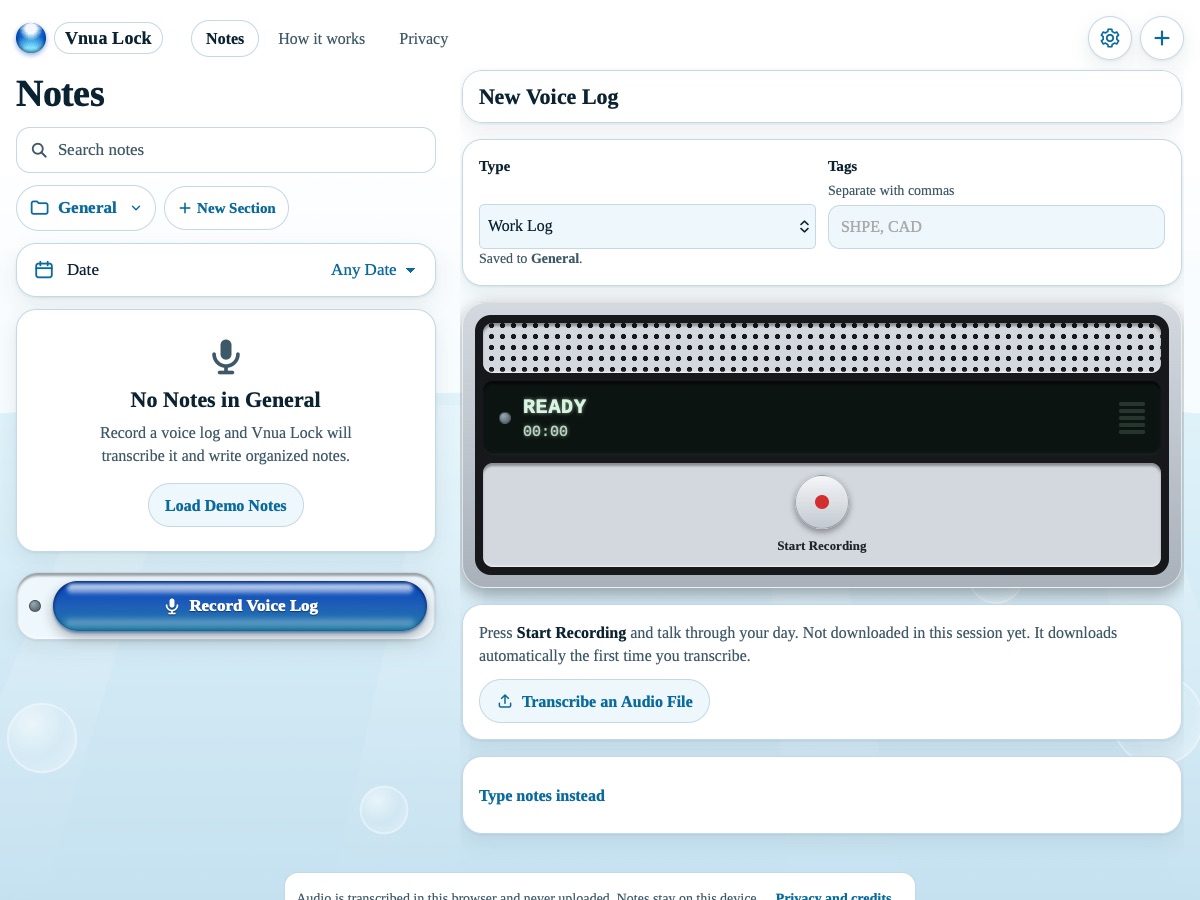 Vnua Lock
Notes
How it works
Privacy
Notes
Search notes
General
New Section
Date
Any Date
No Notes in General
Record a voice log and Vnua Lock will
transcribe it and write organized notes.
Load Demo Notes
Record Voice Log
New Voice Log
Type
Work Log
Saved to General.
Tags
Separate with commas
SHPE, CAD
READY
00:00
Start Recording
Press Start Recording and talk through your day. Not downloaded in this session yet. It downloads
automatically the first time you transcribe.
Transcribe an Audio File
Type notes instead
Audio is transcribed in this browser and never uploaded. Notes stay on this device. Privacy and credits